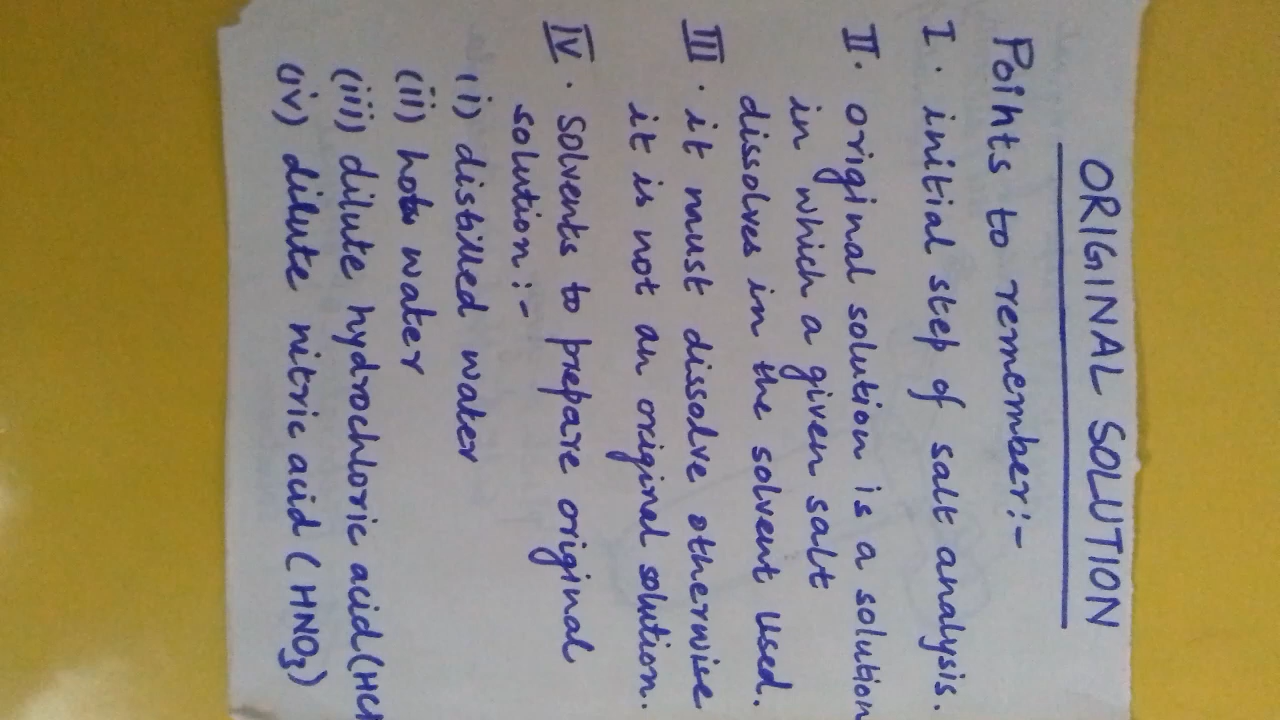 ORIGINAL SOLUTION
Points to remember:-
I. initial step of salt analysis.
II. original solution is a solution
in which a given salt
dissolves in the solvent used.
III. it must dissolve otherwise
it is not an original solution.
IV. solvents to prepare original
solution:-
(i) distilled water
(ii) hot water
(iii) dilute hydrochloric acid (HCl
(iv) dilute nitric acid (HNO3)